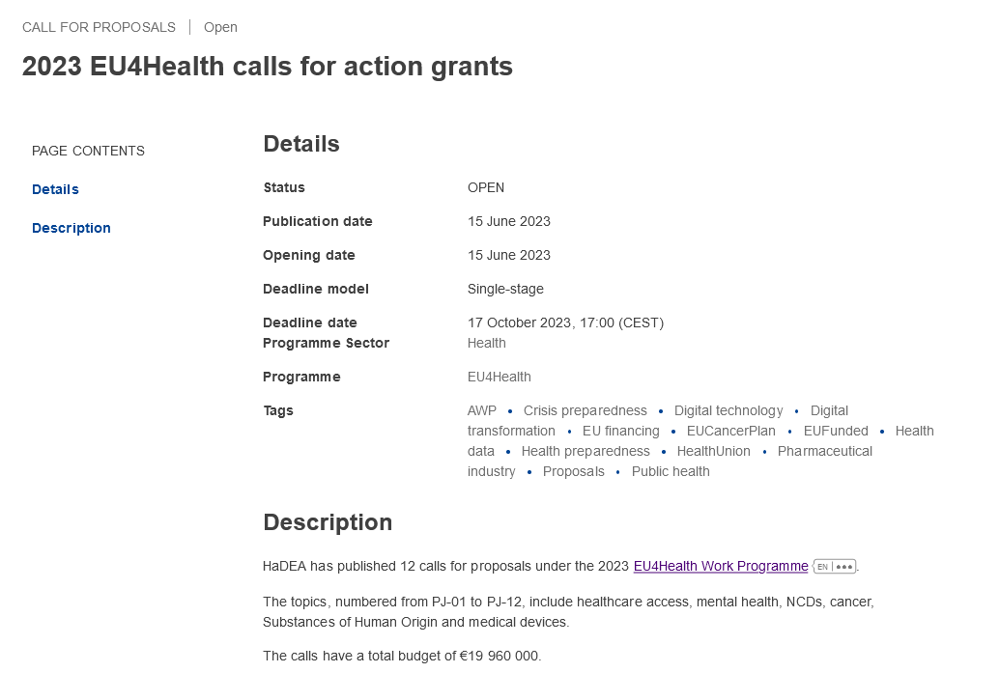 CALL FOR PROPOSALS | Open
2023 EU4Health calls for action grants
PAGE CONTENTS
Details
Description
Details
Status OPEN
Publication date 15 June 2023
Opening date 15 June 2023
Deadline model Single-stage
Deadline date 17 October 2023, 17:00 (CEST)
Programme Sector Health
Programme EU4Health
Tags AWP • Crisis preparedness • Digital technology • Digital
transformation • EU financing • EUCancerPlan • EUFunded • Health
data • Health preparedness • HealthUnion • Pharmaceutical
industry • Proposals • Public health
Description
HaDEA has published 12 calls for proposals under the 2023 EU4Health Work Programme EN | •••.
The topics, numbered from PJ-01 to PJ-12, include healthcare access, mental health, NCDs, cancer,
Substances of Human Origin and medical devices.
The calls have a total budget of €19 960 000.